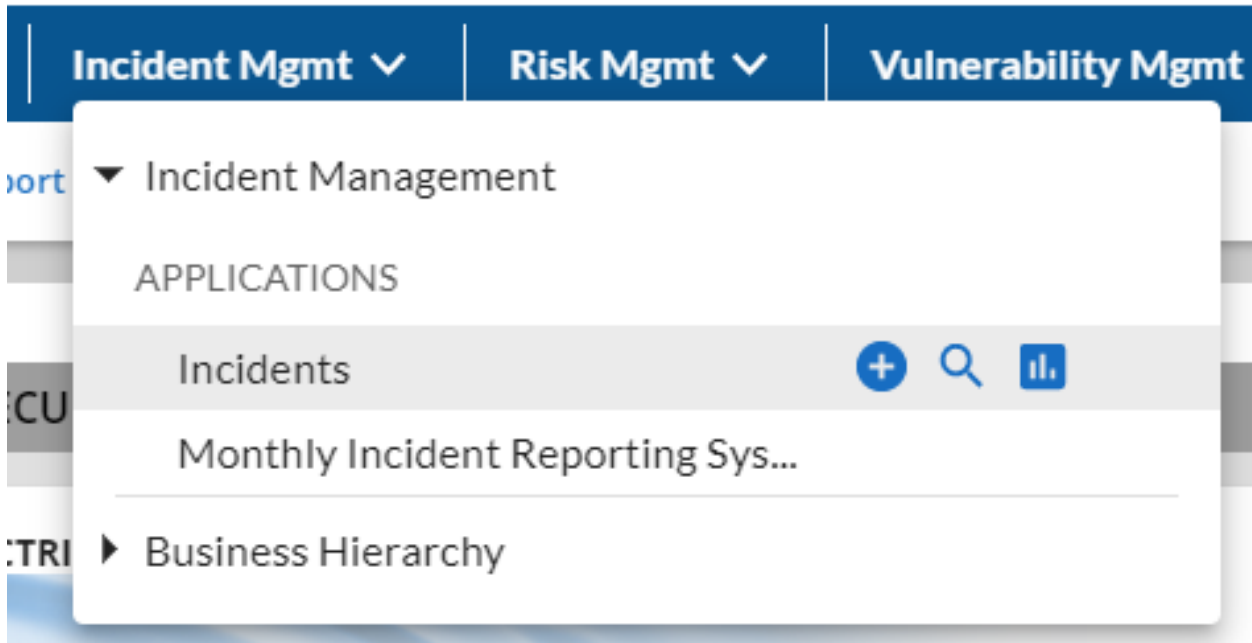 Incident Mgmt
Risk Mgmt
Vulnerability Mgmt
Incident Management
APPLICATIONS
Incidents
Monthly Incident Reporting Sys...
Business Hierarchy